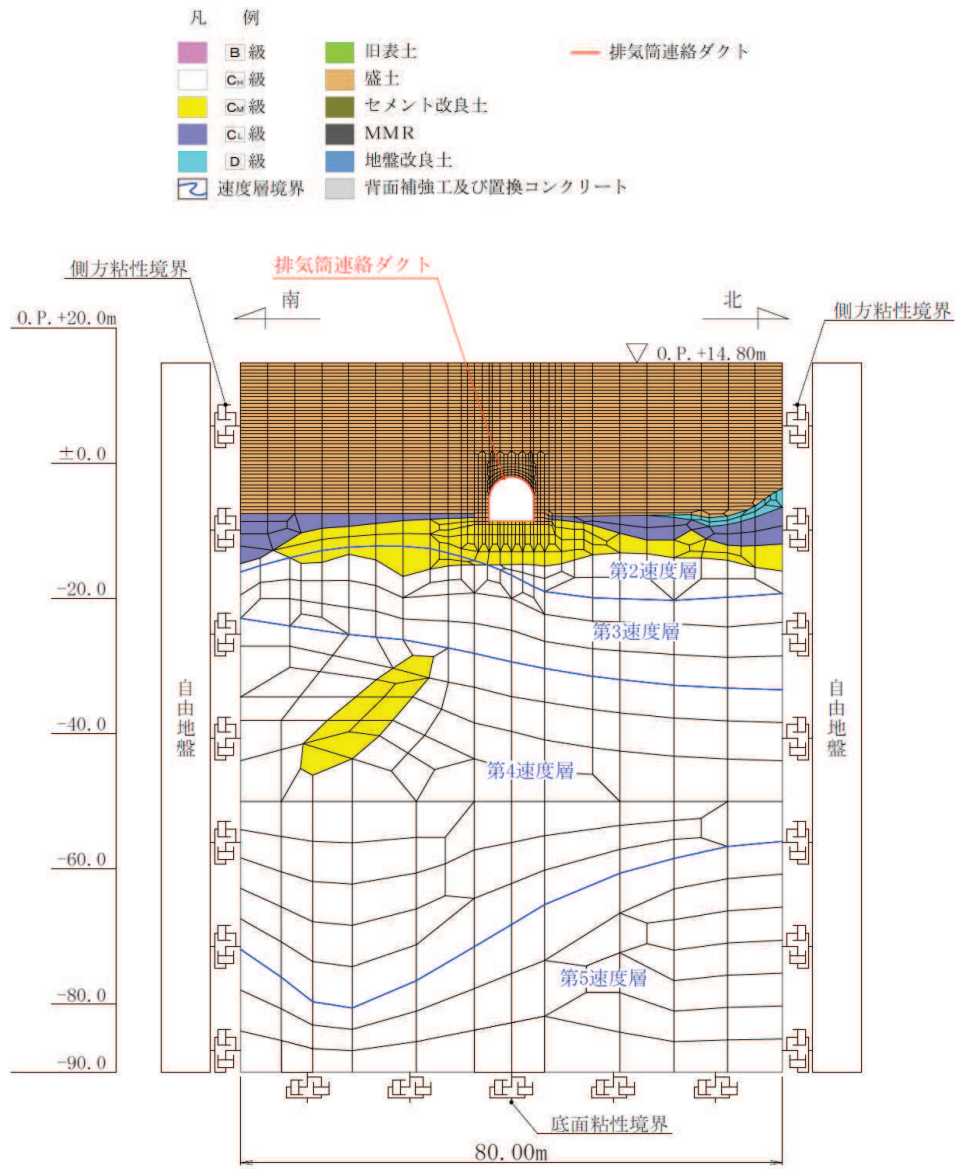 凡 例
B 級
CH 級
CM 級
CL 級
D 級
速度層境界
旧表土
盛土
セメント改良土
MMR
地盤改良土
背面補強工及び置換コンクリート
排気筒連絡ダクト
側方粘性境界
排気筒連絡ダクト
南
北
側方粘性境界
O.P.+20.0m
O.P.+14.80m
±0.0
-20.0
第2速度層
第3速度層
自由地盤
自由地盤
-40.0
第4速度層
-60.0
第5速度層
-80.0
-90.0
底面粘性境界
80.00m